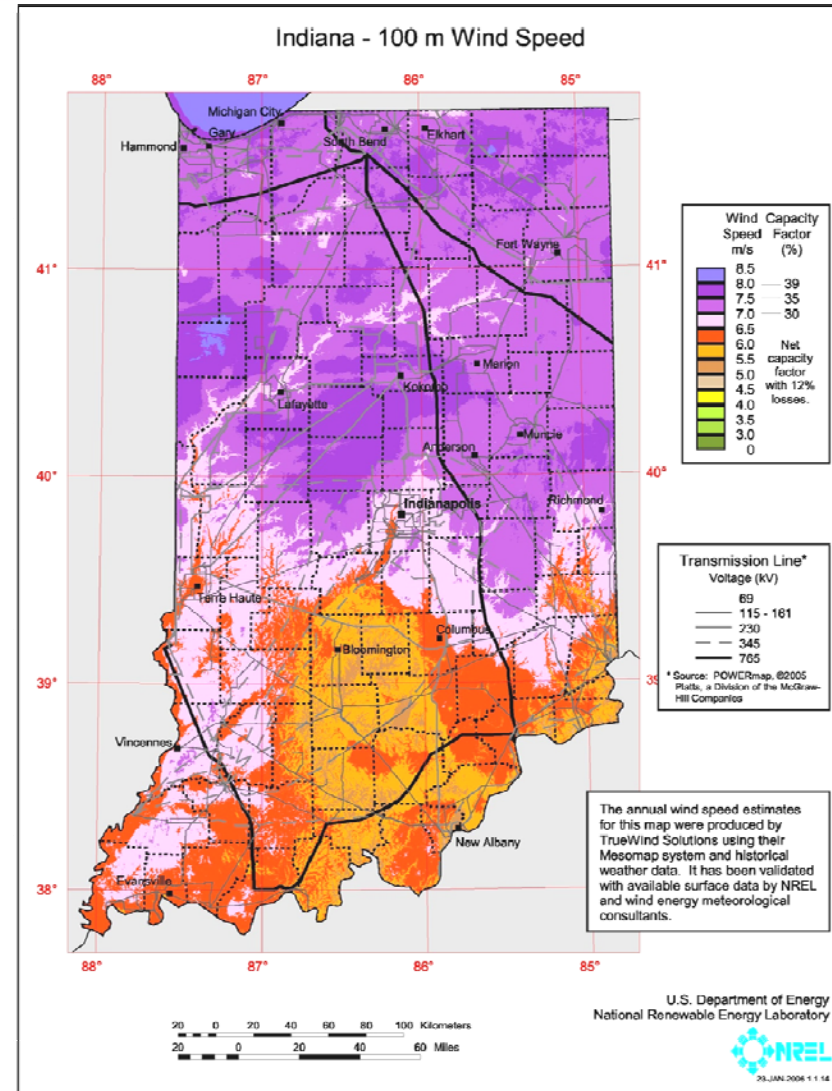 Indiana - 100 m Wind Speed
88° 87° 86° 85°
Michigan City
Gary
Hammond
South Bend
Elkhart
Fort Wayne
41° 41°
Marion
Kokomo
Lafayette
Muncie
Anderson
40° 40°
Richmond
Indianapolis
Terre Haute
Columbus
Bloomington
39° 39
Vincennes
New Albany
Evansville
38°
88° 87° 86° 85°
Wind Capacity
Speed Factor
m/s (%)
8.5
8.0 39
7.5 35
7.0 30
6.5
6.0
5.5
5.0
4.5
4.0
3.5
3.0
0
Net
capacity
factor
with 12%
losses.
Transmission Line*
Voltage (kV)
69
115 - 161
230
345
765
* Source: POWERmap, ©2005
Platts, a Division of the McGraw-
Hill Companies
The annual wind speed estimates
for this map were produced by
TrueWind Solutions using their
Mesomap system and historical
weather data. It has been validated
with available surface data by NREL
and wind energy meteorological
consultants.
20 0 20 40 60 80 100 Kilometers
20 0 20 40 60 Miles
U.S. Department of Energy
National Renewable Energy Laboratory
NREL